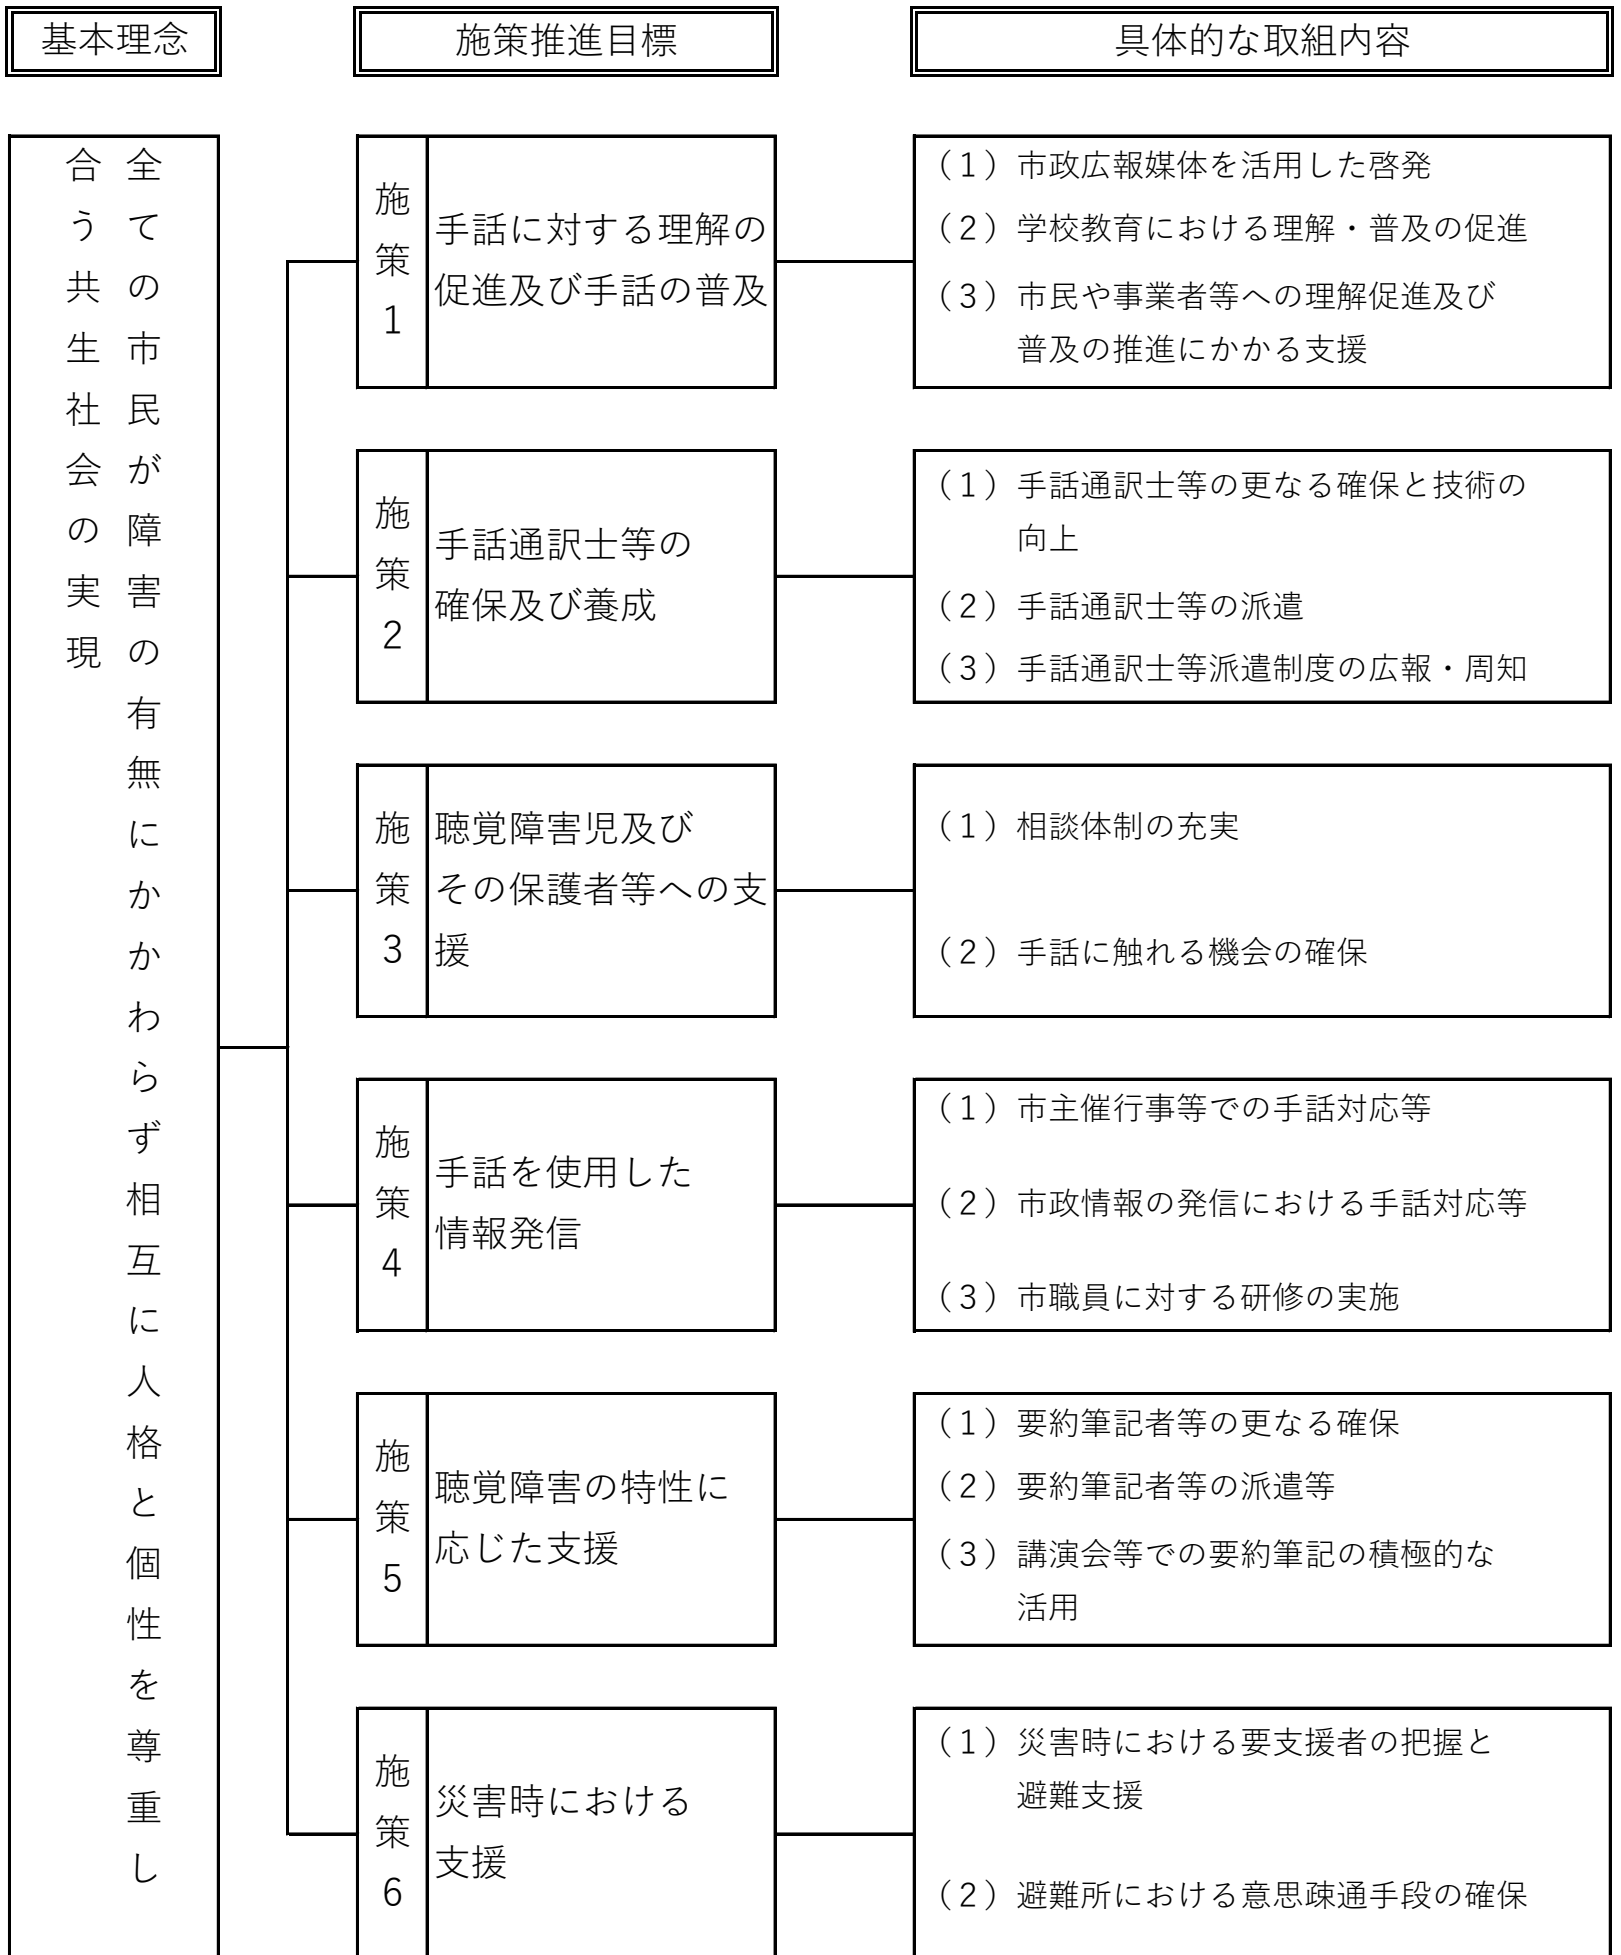 基本理念
施策推進目標
具体的な取組内容
全ての市民が障害の有無にかかわらず相互に人格と個性を尊重し
合う共生社会の実現
施策1
手話に対する理解の
促進及び手話の普及
（1）市政広報媒体を活用した啓発
（2）学校教育における理解・普及の促進
（3）市民や事業者等への理解促進及び
普及の推進にかかる支援
施策2
手話通訳士等の
確保及び養成
（1）手話通訳士等の更なる確保と技術の
向上
（2）手話通訳士等の派遣
（3）手話通訳士等派遣制度の広報・周知
施策3
聴覚障害児及び
その保護者等への支
援
（1）相談体制の充実
（2）手話に触れる機会の確保
施策4
手話を使用した
情報発信
（1）市主催行事等での手話対応等
（2）市政情報の発信における手話対応等
（3）市職員に対する研修の実施
施策5
聴覚障害の特性に
応じた支援
（1）要約筆記者等の更なる確保
（2）要約筆記者等の派遣等
（3）講演会等での要約筆記の積極的な
活用
施策6
災害時における
支援
（1）災害時における要支援者の把握と
避難支援
（2）避難所における意思疎通手段の確保